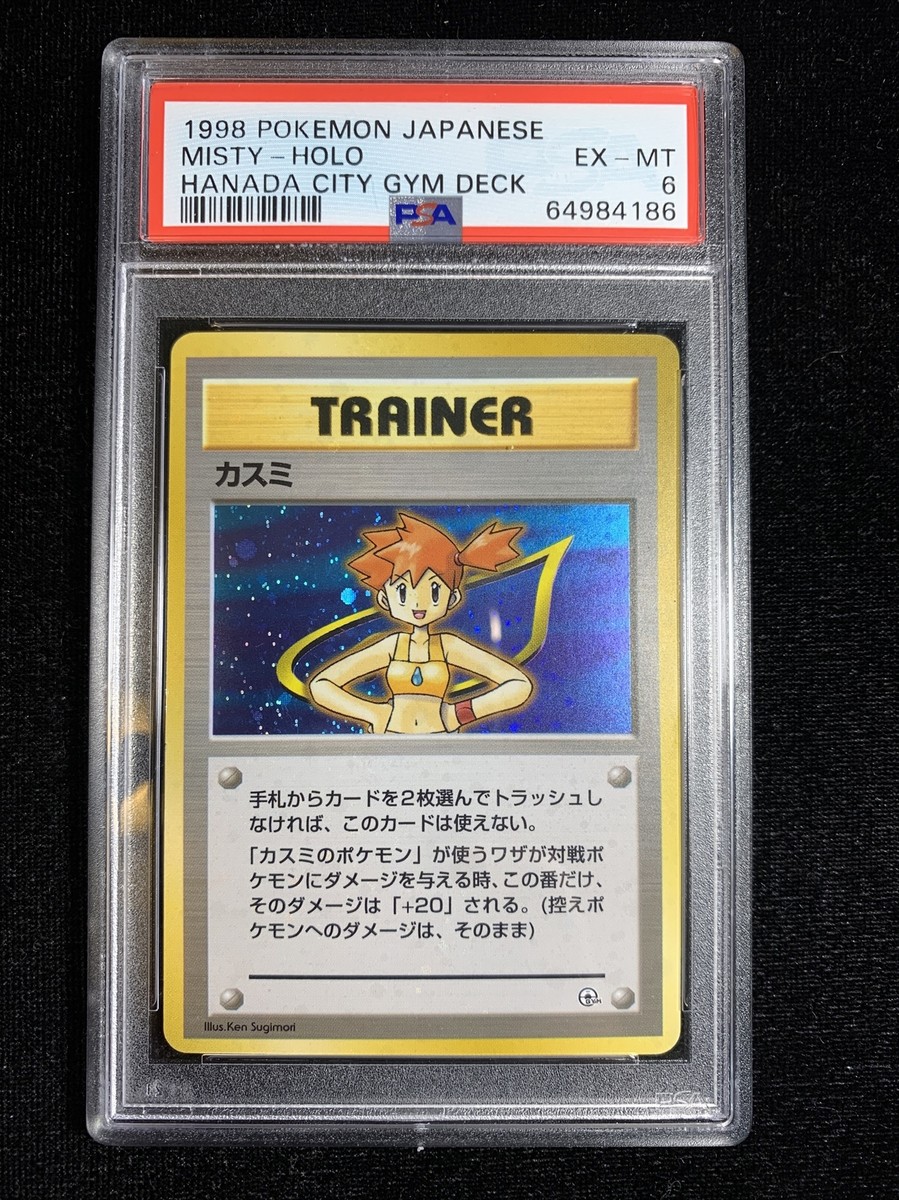 1998 POKEMON JAPANESE
MISTY - HOLO EX - MT
HANADA CITY GYM DECK 6
PSA 64984186
TRAINER
カスミ
手札からカードを2枚選んでトラッシュし
なければ、このカードは使えない。
「カスミのポケモン」が使うワザが対戦ポ
ケモンにダメージを与える時、この番だけ、
そのダメージは「+20」される。(控えポ
ケモンへのダメージは、そのまま)
GYM
Illus.Ken Sugimori
PSA